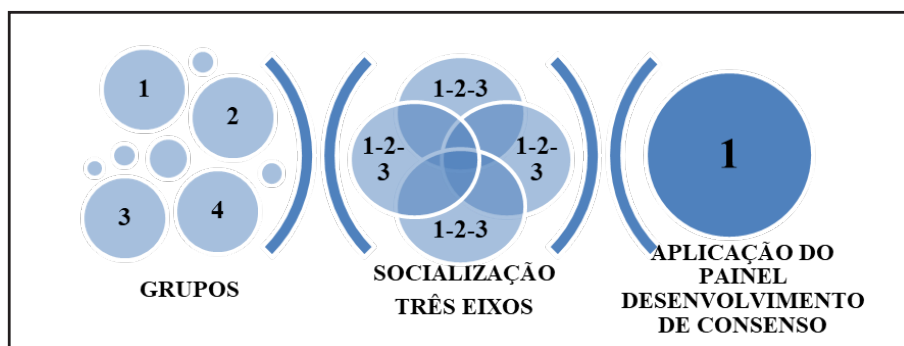 1
2
3
4
GRUPOS
1-2-3
1-2-
3
1-2-
3
1-2-3
SOCIALIZAÇÃO
TRÊS EIXOS
1
APLICAÇÃO DO
PAINEL
DESENVOLVIMENTO
DE CONSENSO